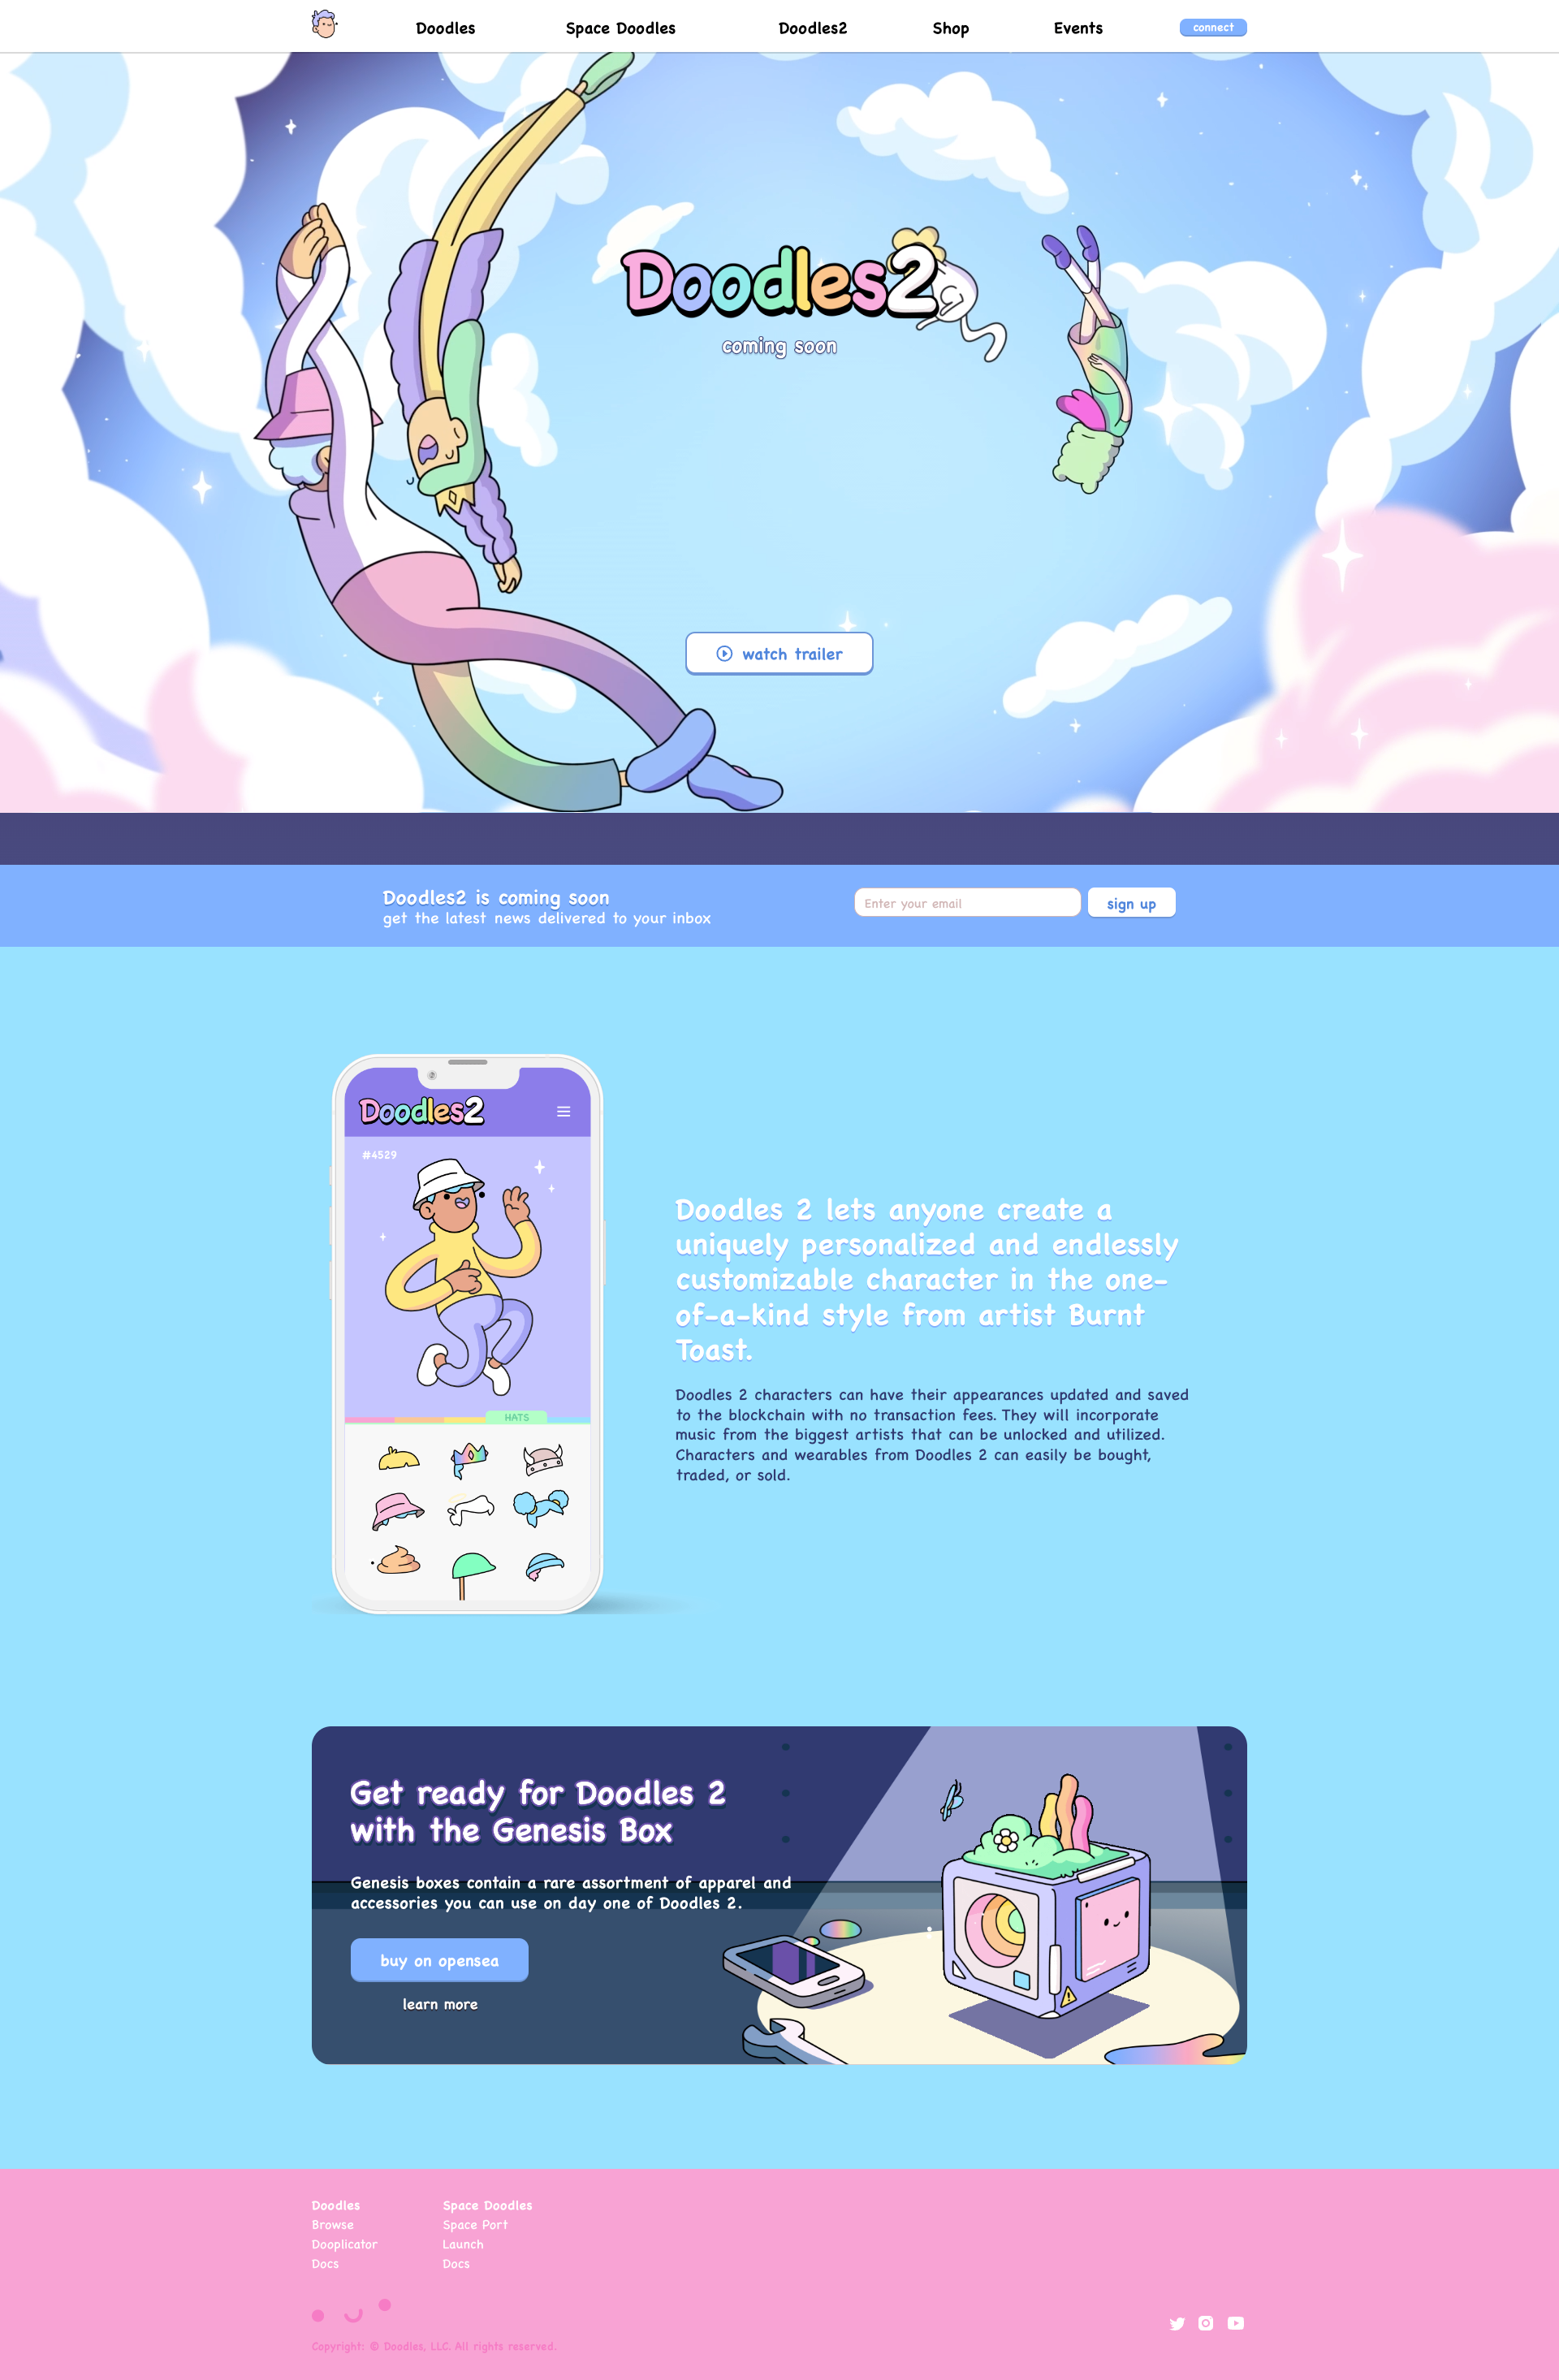 Doodles
Space Doodles
Doodles2
Shop
Events
connect
Doodles2
coming soon
watch trailer
Doodles2 is coming soon
get the latest news delivered to your inbox
Enter your email
sign up
Doodles2
#4529
HATS
Doodles 2 lets anyone create a
uniquely personalized and endlessly
customizable character in the one-
of-a-kind style from artist Burnt
Toast.
Doodles 2 characters can have their appearances updated and saved
to the blockchain with no transaction fees. They will incorporate
music from the biggest artists that can be unlocked and utilized.
Characters and wearables from Doodles 2 can easily be bought,
traded, or sold.
Get ready for Doodles 2
with the Genesis Box
Genesis boxes contain a rare assortment of apparel and
accessories you can use on day one of Doodles 2.
buy on opensea
learn more
Doodles
Browse
Dooplicator
Docs
Space Doodles
Space Port
Launch
Docs
Copyright: © Doodles, LLC. All rights reserved.